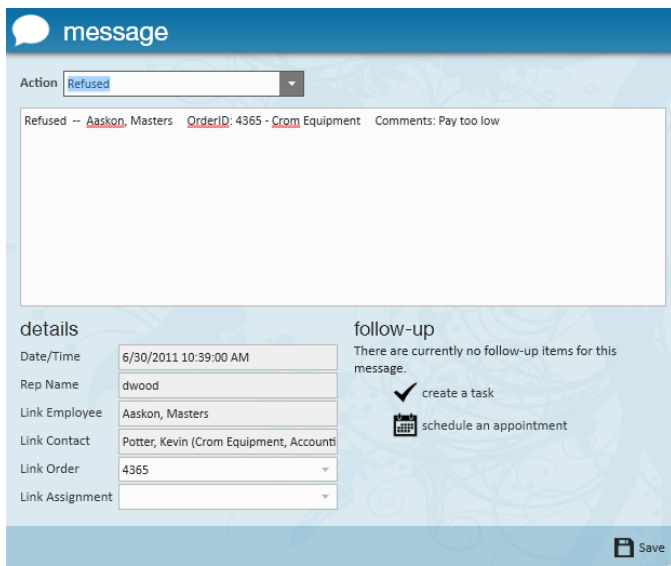 message
Action Refused
Refused -- Aaskon, Masters OrderID: 4365 - Crom Equipment Comments: Pay too low
details
Date/Time 6/30/2011 10:39:00 AM
Rep Name dwood
Link Employee Aaskon, Masters
Link Contact Potter, Kevin (Crom Equipment, Accounti
Link Order 4365
Link Assignment
follow-up
There are currently no follow-up items for this
message.
create a task
schedule an appointment
Save